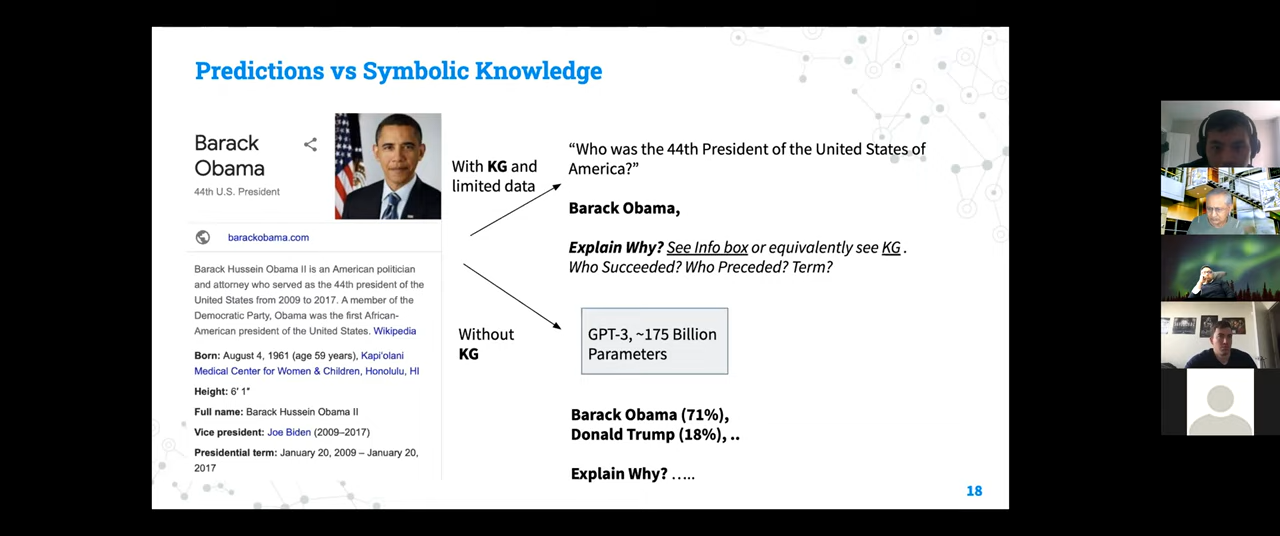 Predictions vs Symbolic Knowledge
Barack
Obama
44th U.S. President
barackobama.com
Barack Hussein Obama II is an American politician
and attorney who served as the 44th president of the
United States from 2009 to 2017. A member of the
Democratic Party, Obama was the first African-
American president of the United States. Wikipedia
Born: August 4, 1961 (age 59 years), Kapi'olani
Medical Center for Women & Children, Honolulu, HI
Height: 6′ 1″
Full name: Barack Hussein Obama II
Vice president: Joe Biden (2009–2017)
Presidential term: January 20, 2009 – January 20,
2017
With KG and
limited data
Without
KG
“Who was the 44th President of the United States of
America?”
Barack Obama,
Explain Why? See Info box or equivalently see KG .
Who Succeeded? Who Preceded? Term?
GPT-3, ~175 Billion
Parameters
Barack Obama (71%),
Donald Trump (18%), ..
Explain Why? …..
18